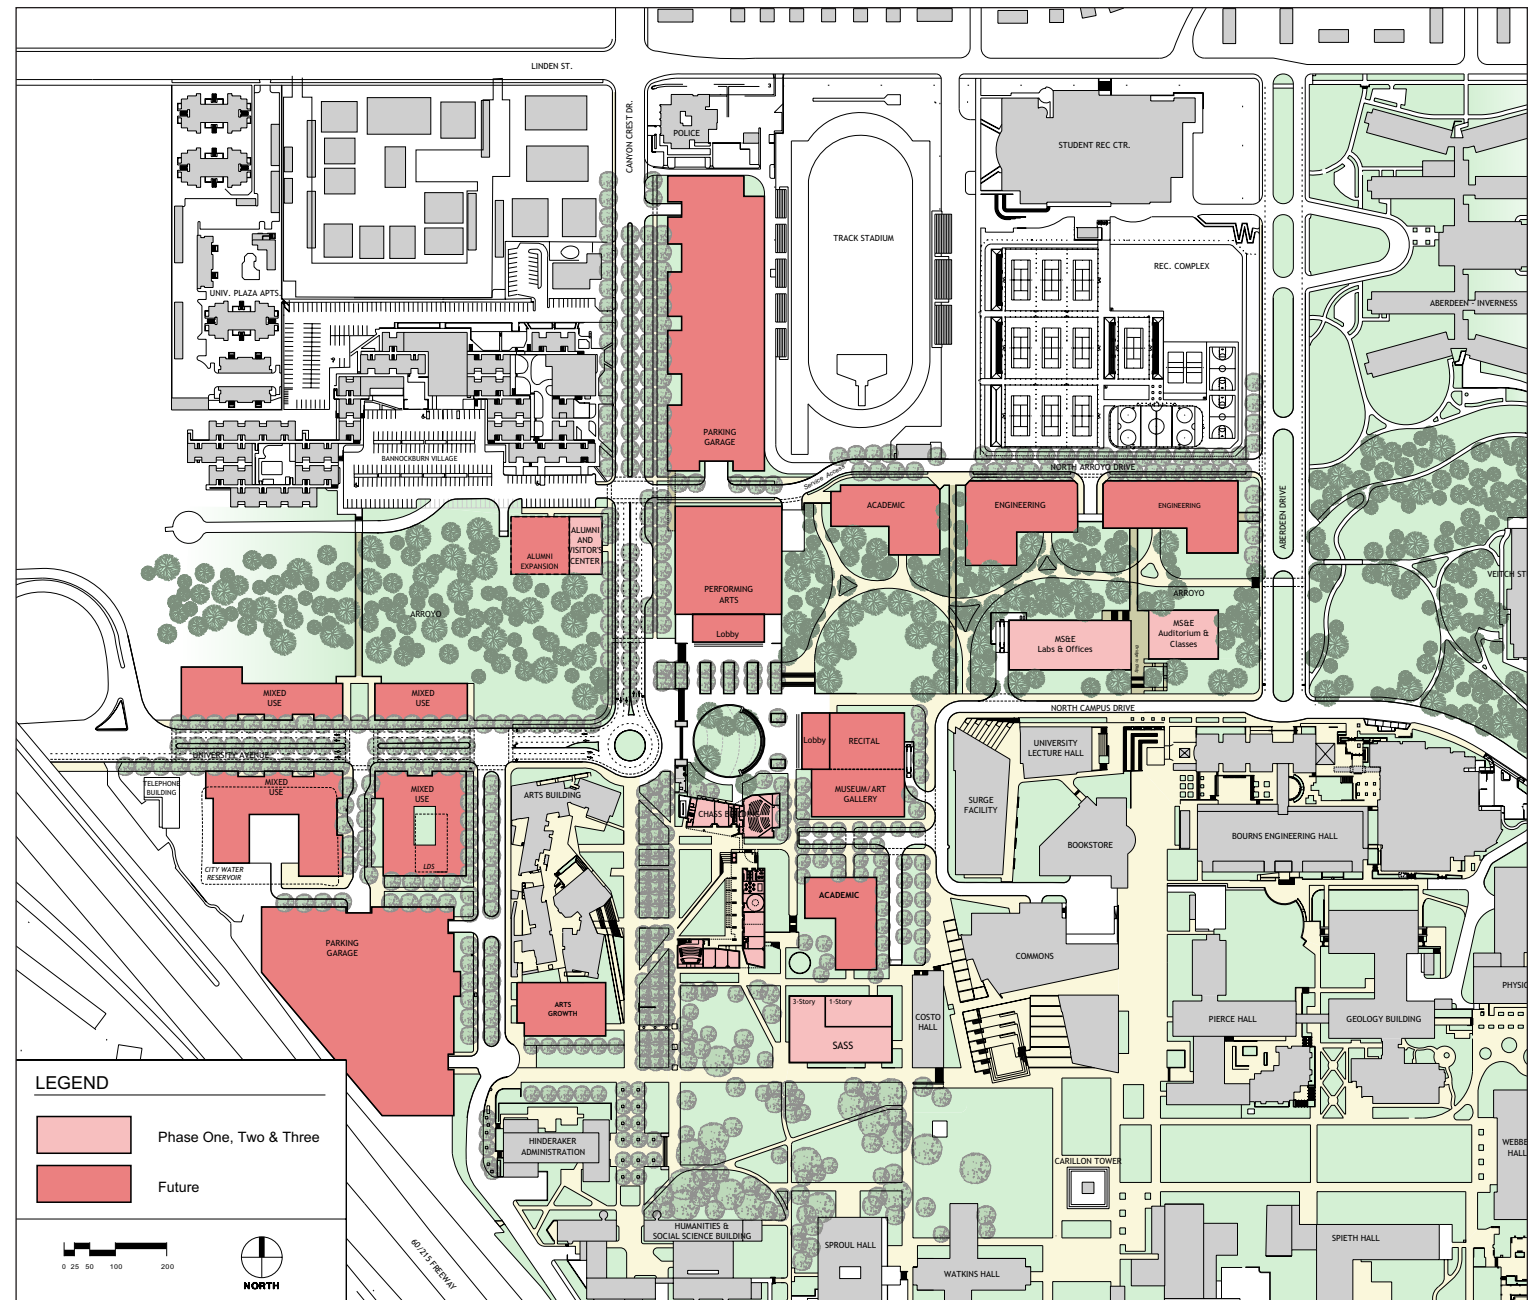 LINDEN ST.
CANYON CREST DR.
POLICE
STUDENT REC CTR.
TRACK STADIUM
REC. COMPLEX
UNIV. PLAZA APTS.
ABERDEEN - INVERNESS
PARKING
GARAGE
BANNOCKBURN VILLAGE
NORTH ARROYO DRIVE
Service Access
ACADEMIC
ENGINEERING
ENGINEERING
ABERDEEN DRIVE
ALUMNI
AND
VISITOR'S
CENTER
ALUMNI
EXPANSION
PERFORMING
ARTS
Lobby
VEITCH ST
ARROYO
ARROYO
MS&E
Labs & Offices
MS&E
Auditorium &
Classes
MIXED
USE
MIXED
USE
NORTH CAMPUS DRIVE
Lobby
RECITAL
UNIVERSITY
LECTURE HALL
UNIVERSITY AVENUE
TELEPHONE
BUILDING
MIXED
USE
MIXED
USE
ARTS BUILDING
MUSEUM/ART
GALLERY
SURGE
FACILITY
CHASS BUILDING
BOURNS ENGINEERING HALL
BOOKSTORE
CITY WATER
RESERVOIR
LDS
ACADEMIC
PARKING
GARAGE
COMMONS
PHYSIC
ARTS
GROWTH
3-Story
1-Story
SASS
COSTO
HALL
PIERCE HALL
GEOLOGY BUILDING
LEGEND
Phase One, Two & Three
Future
HINDERAKER
ADMINISTRATION
WEBBE
HALL
CARILLON TOWER
HUMANITIES &
SOCIAL SCIENCE BUILDING
SPROUL HALL
SPIETH HALL
WATKINS HALL
60/215 FREEWAY
0 25 50 100 200
NORTH